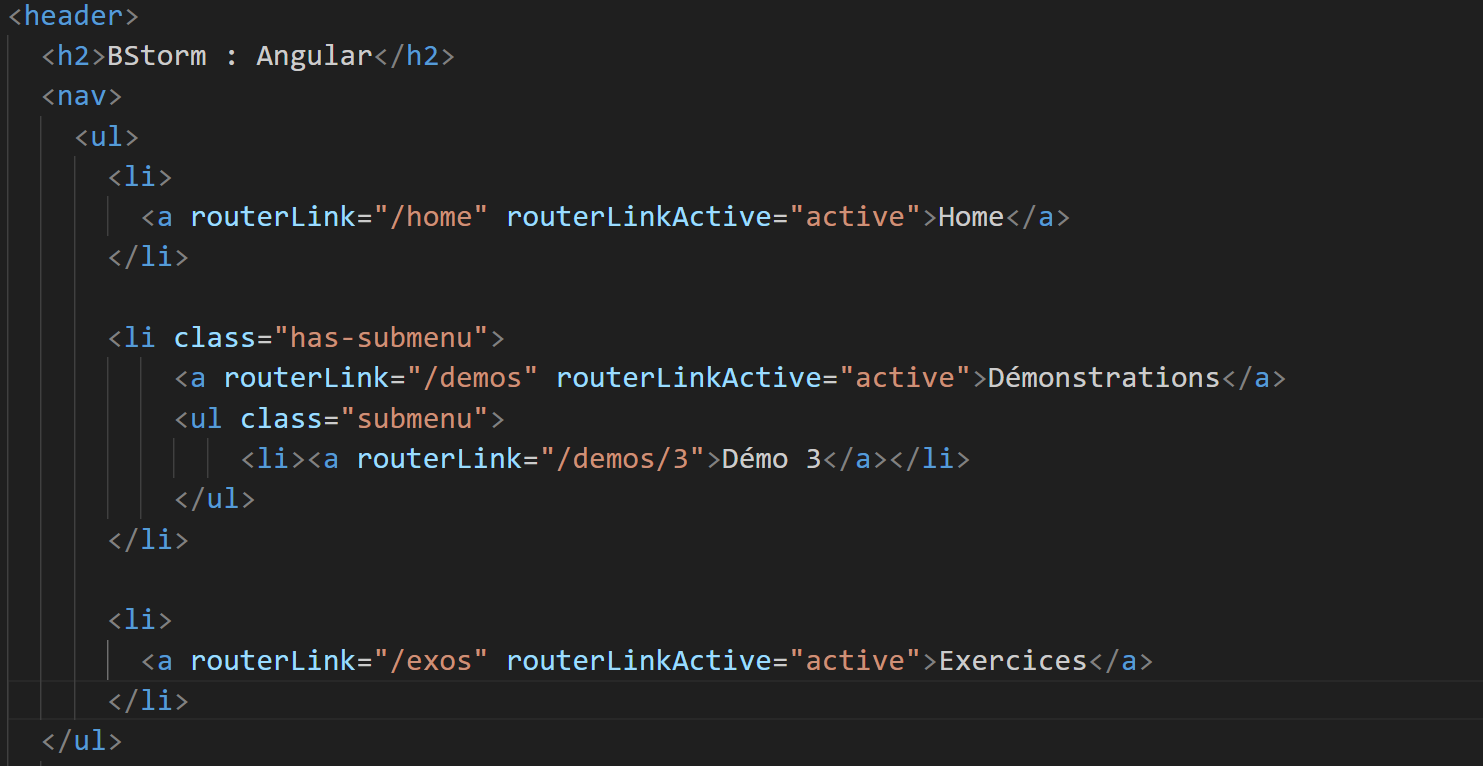 <header>
  <h2>BStorm : Angular</h2>
  <nav>
    <ul>
      <li>
        <a routerLink="/home" routerLinkActive="active">Home</a>
      </li>

      <li class="has-submenu">
          <a routerLink="/demos" routerLinkActive="active">Démonstrations</a>
          <ul class="submenu">
              <li><a routerLink="/demos/3">Démo 3</a></li>
          </ul>
      </li>

      <li>
        <a routerLink="/exos" routerLinkActive="active">Exercices</a>
      </li>
  </ul>